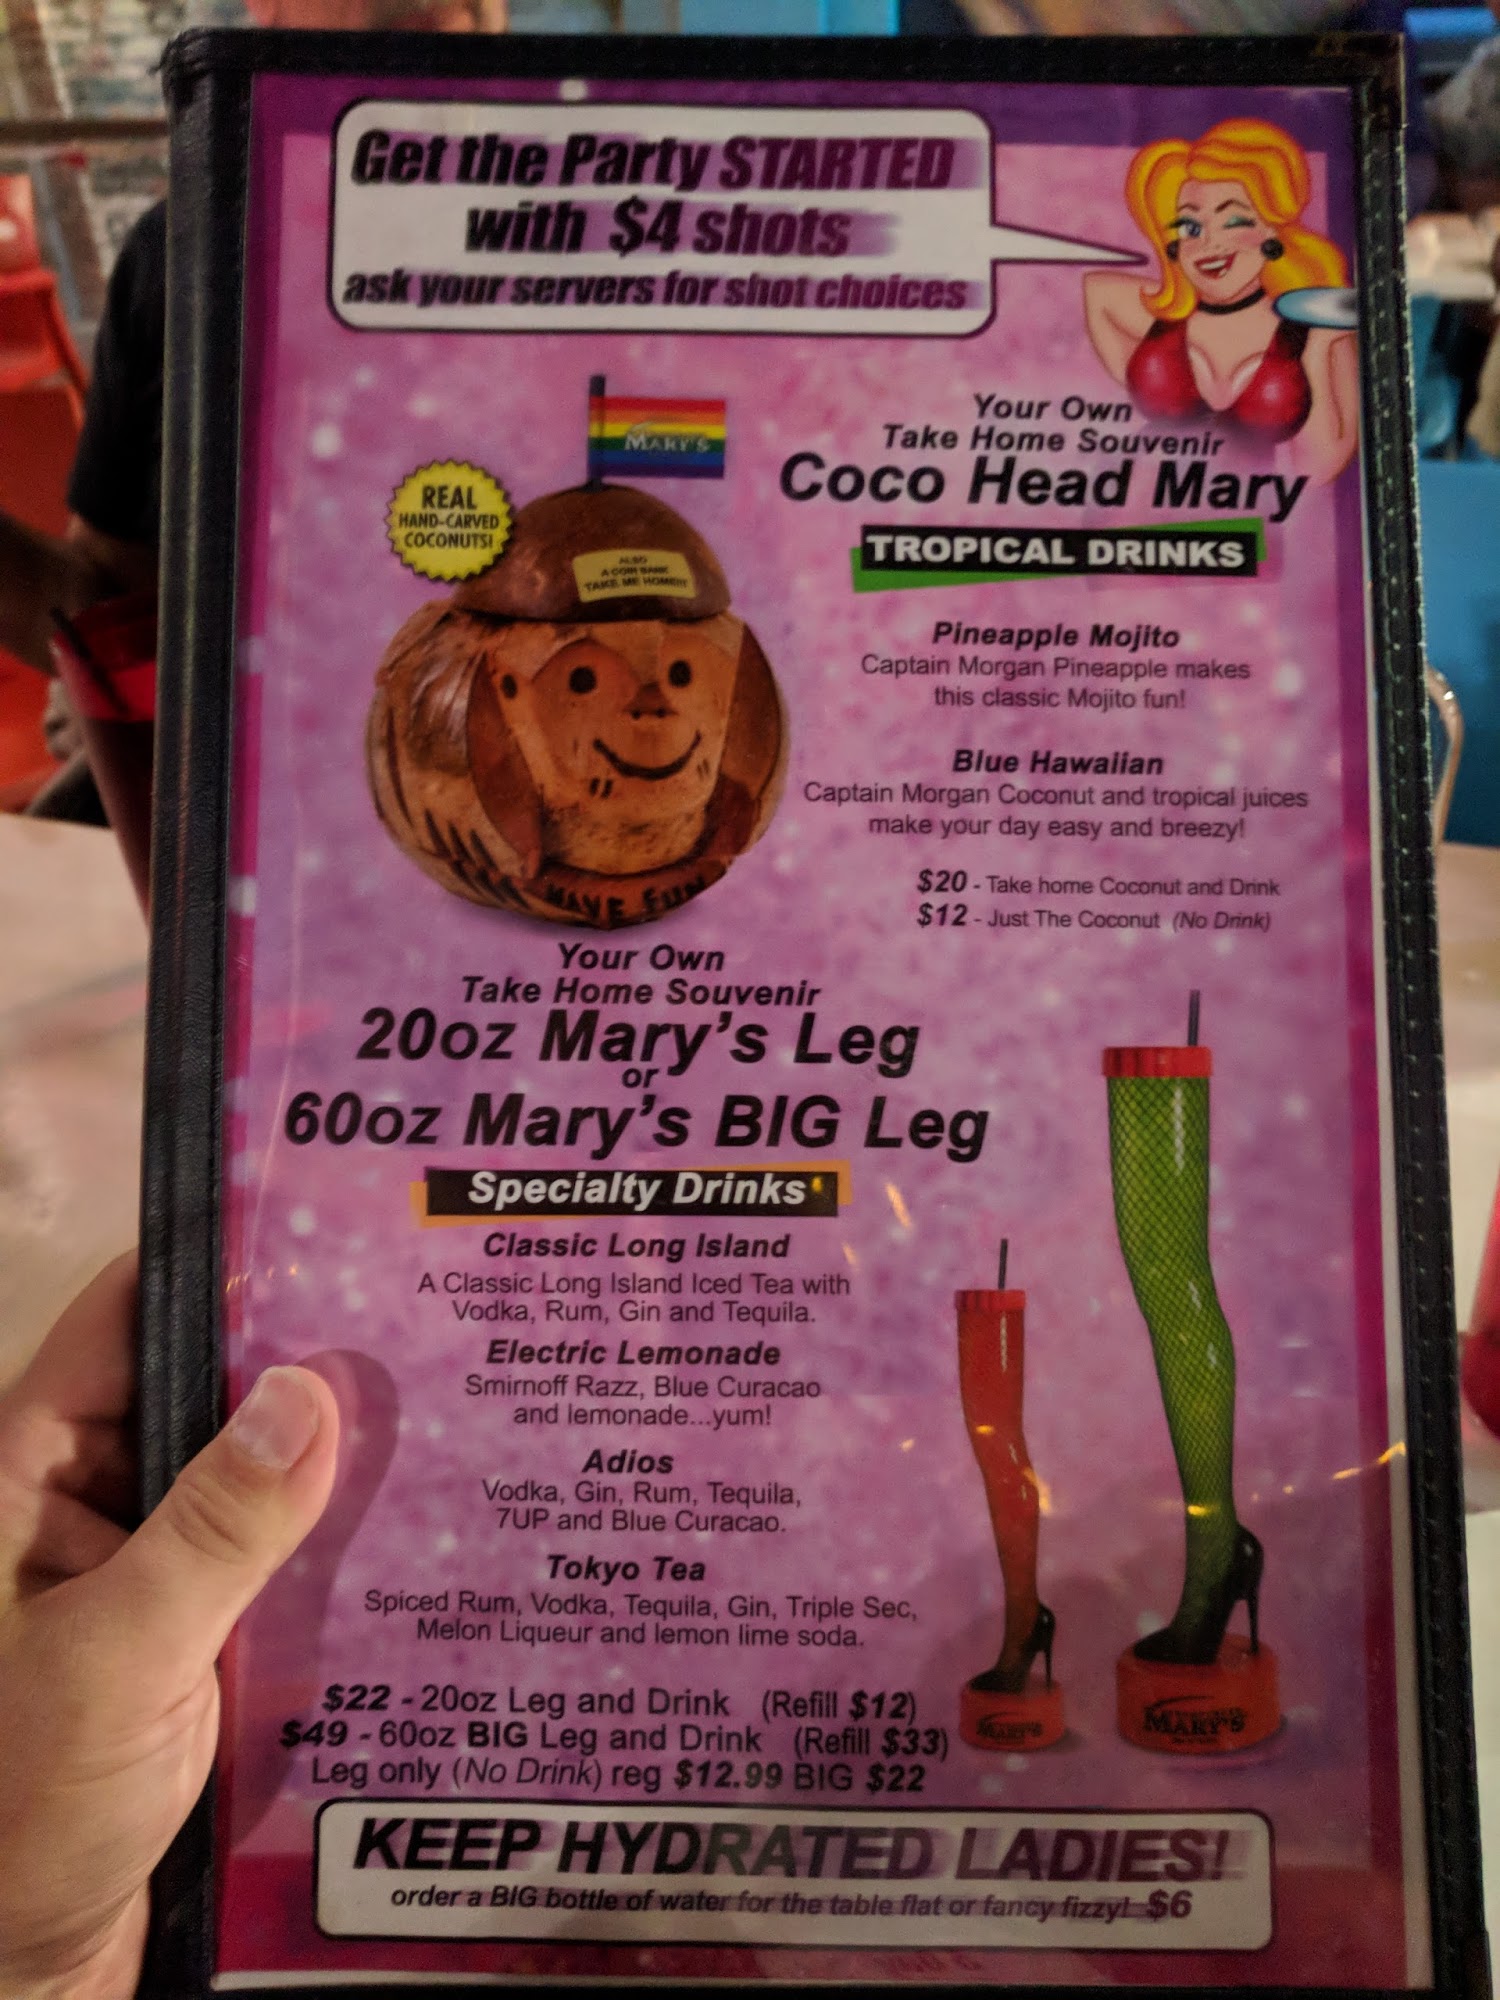 Get the Party STARTED
with $4 shots
ask your servers for shot choices
MARY'S
REAL
HAND-CARVED
COCONUTS!
ALSO
A COIN BANK
TAKE ME HOME!!!
HAVE FUN
Your Own
Take Home Souvenir
Coco Head Mary
TROPICAL DRINKS
Pineapple Mojito
Captain Morgan Pineapple makes
this classic Mojito fun!
Blue Hawaiian
Captain Morgan Coconut and tropical juices
make your day easy and breezy!
$20 - Take home Coconut and Drink
$12 - Just The Coconut (No Drink)
Your Own
Take Home Souvenir
20oz Mary's Leg
or
60oz Mary's BIG Leg
Specialty Drinks
Classic Long Island
A Classic Long Island Iced Tea with
Vodka, Rum, Gin and Tequila.
Electric Lemonade
Smirnoff Razz, Blue Curacao
and lemonade...yum!
Adios
Vodka, Gin, Rum, Tequila,
7UP and Blue Curacao.
Tokyo Tea
Spiced Rum, Vodka, Tequila, Gin, Triple Sec,
Melon Liqueur and lemon lime soda.
$22 - 20oz Leg and Drink (Refill $12)
$49 - 60oz BIG Leg and Drink (Refill $33)
Leg only (No Drink) reg $12.99 BIG $22
MARY'S
MARY'S
KEEP HYDRATED LADIES!
order a BIG bottle of water for the table flat or fancy fizzy! $6